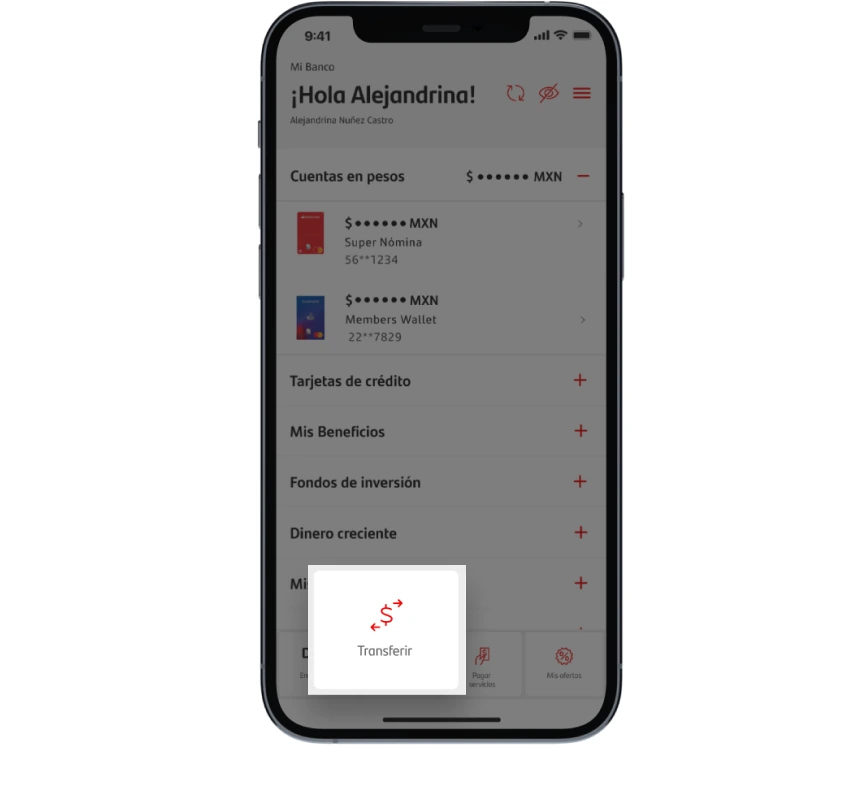 9:41
Mi Banco
¡Hola Alejandrina!
Alejandrina Nuñez Castro
Cuentas en pesos $ •••••• MXN
$ •••••• MXN
Super Nómina
56**1234
$ •••••• MXN
Members Wallet
22**7829
Tarjetas de crédito
Mis Beneficios
Fondos de inversión
Dinero creciente
Transferir
Pagar
servicios
Mis ofertas